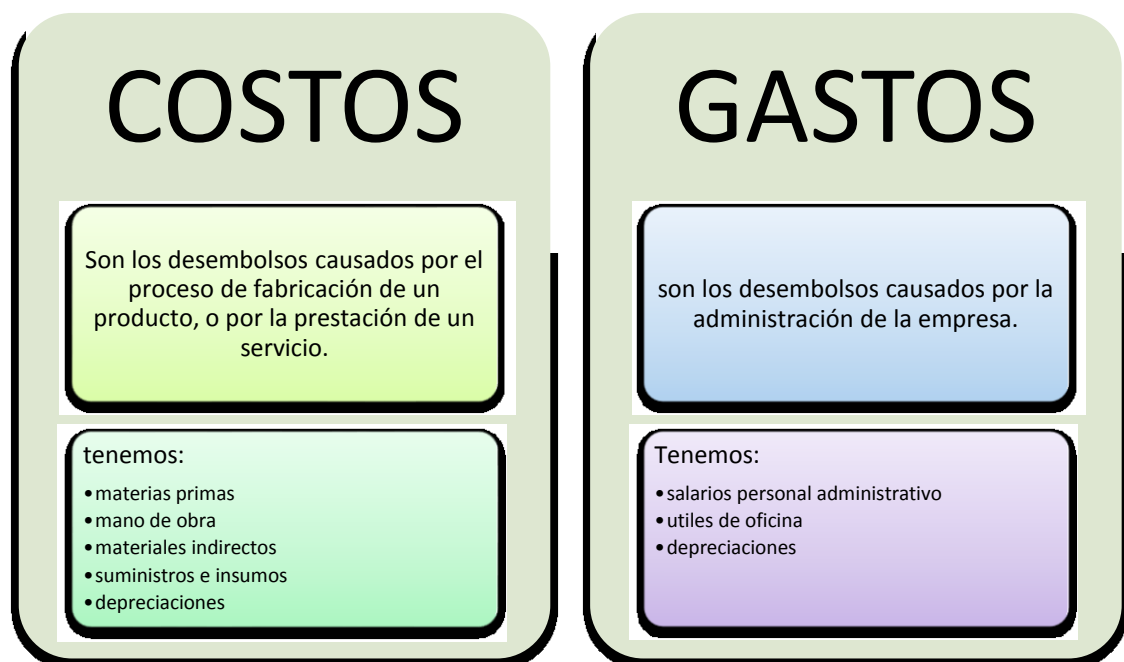 COSTOS
Son los desembolsos causados por el
proceso de fabricación de un
producto, o por la prestación de un
servicio.
tenemos:
•materias primas
•mano de obra
•materiales indirectos
•suministros e insumos
•depreciaciones
GASTOS
son los desembolsos causados por la
administración de la empresa.
Tenemos:
•salarios personal administrativo
•utiles de oficina
•depreciaciones